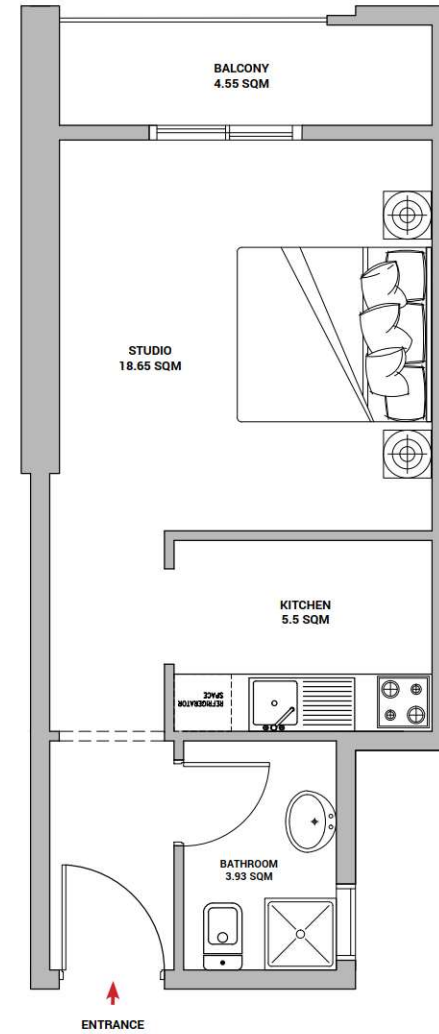 BALCONY
4.55 SQM
STUDIO
18.65 SQM
KITCHEN
5.5 SQM
REFRIGERATOR
SPACE
BATHROOM
3.93 SQM
ENTRANCE